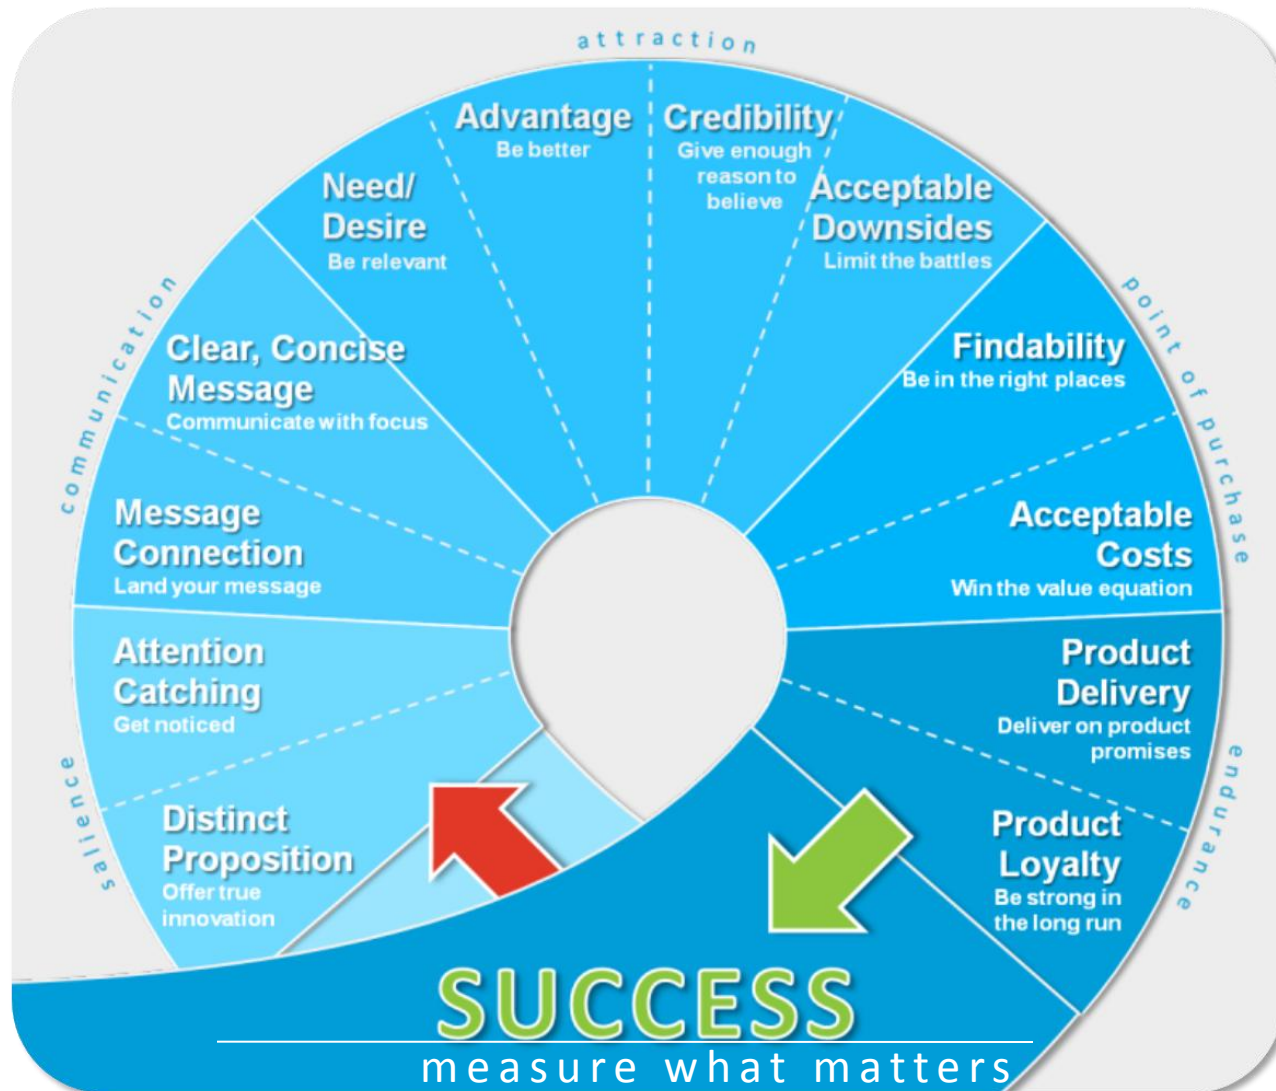 attraction
Advantage
Be better
Credibility
Give enough
reason to
believe
Need/
Desire
Be relevant
Acceptable
Downsides
Limit the battles
communication
Clear, Concise
Message
Communicate with focus
point of purchase
Findability
Be in the right places
Message
Connection
Land your message
Acceptable
Costs
Win the value equation
Attention
Catching
Get noticed
Product
Delivery
Deliver on product
promises
salience
Distinct
Proposition
Offer true
innovation
endurance
Product
Loyalty
Be strong in
the long run
SUCCESS
measure what matters